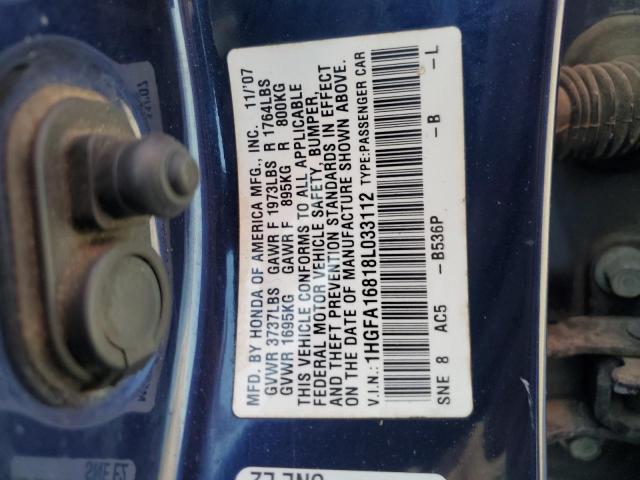 MFD. BY HONDA OF AMERICA MFG., INC. 11/'07
GVWR 3737LBS GAWR F 1973LBS R 1764LBS
GVWR 1695KG GAWR F 895KG R 800KG
THIS VEHICLE CONFORMS TO ALL APPLICABLE
FEDERAL MOTOR VEHICLE SAFETY, BUMPER,
AND THEFT PREVENTION STANDARDS IN EFFECT
ON THE DATE OF MANUFACTURE SHOWN ABOVE.
V.I.N.: 1HGFA16818L033112 TYPE:PASSENGER CAR
SNE 8 AC5 -B536P -B -L